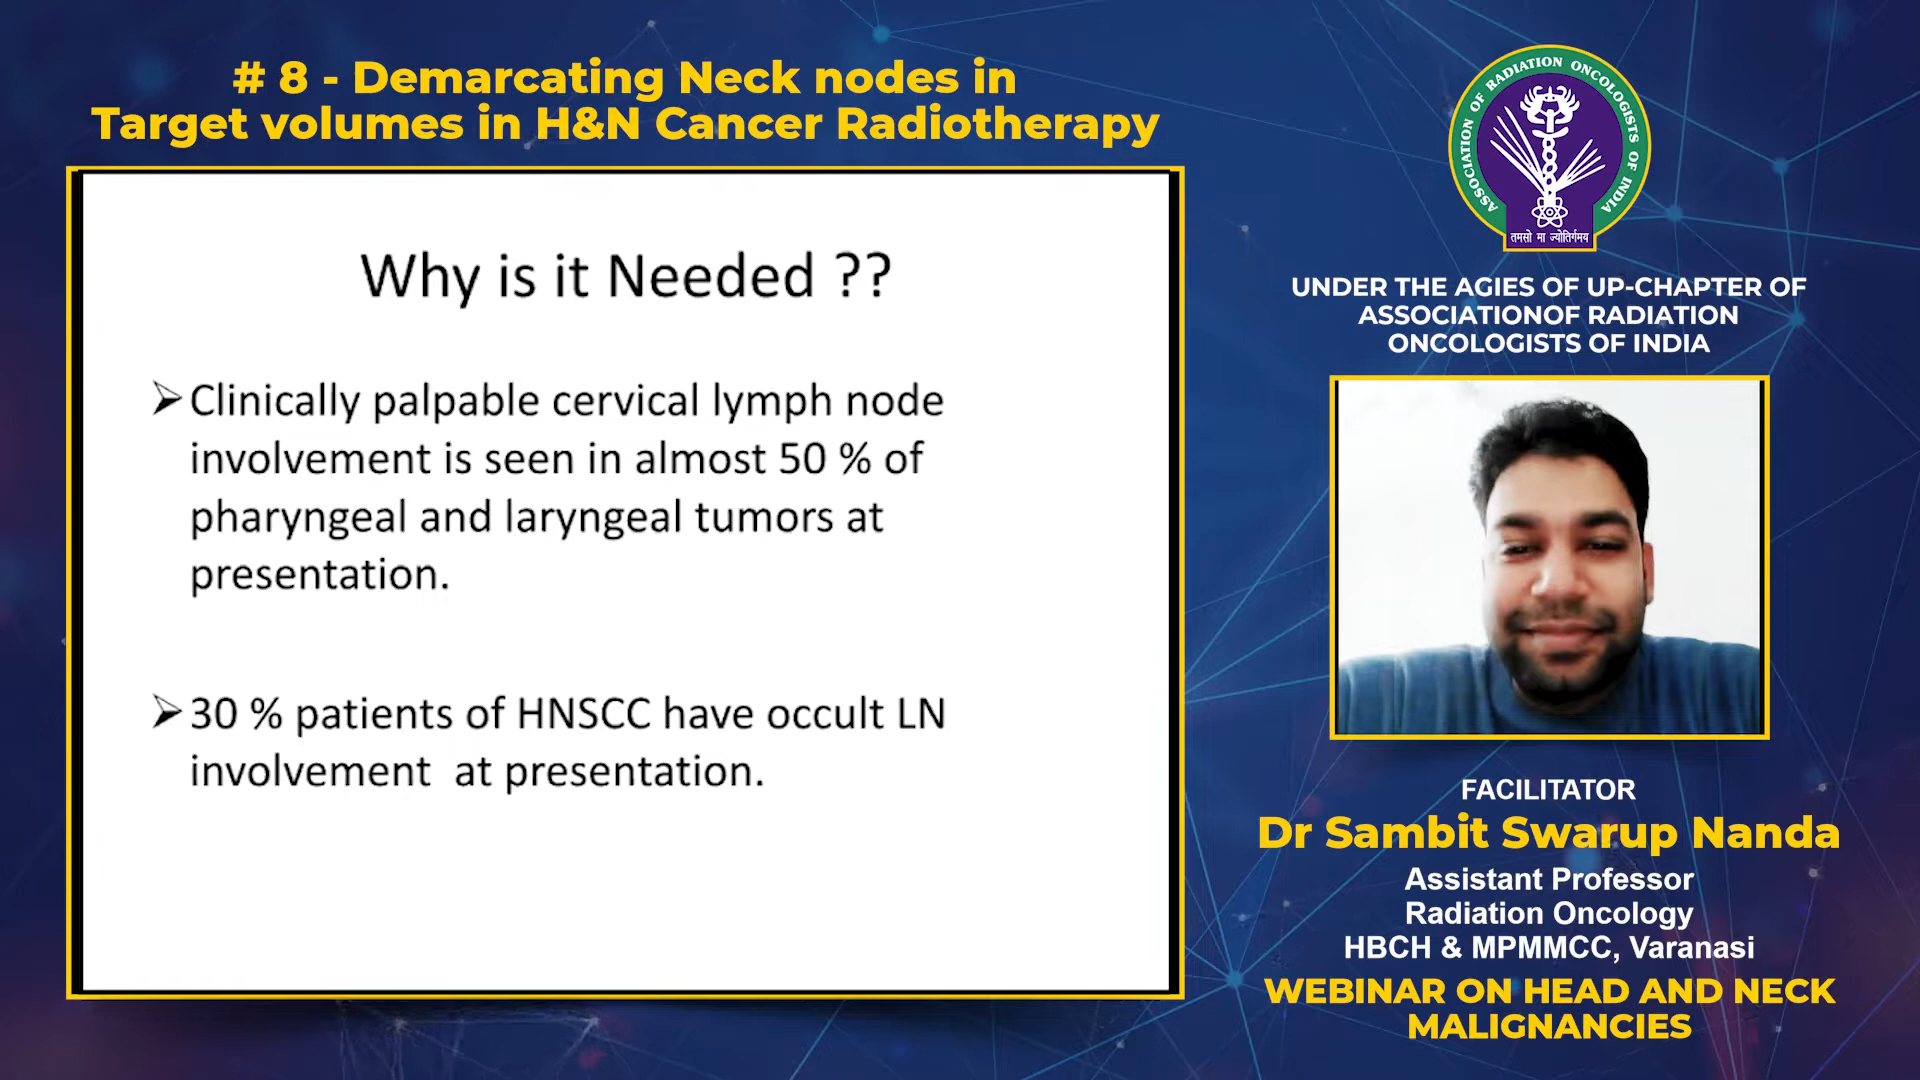 # 8 - Demarcating Neck nodes in
Target volumes in H&N Cancer Radiotherapy
Why is it Needed ??
➢Clinically palpable cervical lymph node
involvement is seen in almost 50 % of
pharyngeal and laryngeal tumors at
presentation.
➢30 % patients of HNSCC have occult LN
involvement at presentation.
ASSOCIATION OF RADIATION ONCOLOGISTS OF INDIA
तमसो मा ज्योतिर्गमय
UNDER THE AGIES OF UP-CHAPTER OF
ASSOCIATIONOF RADIATION
ONCOLOGISTS OF INDIA
FACILITATOR
Dr Sambit Swarup Nanda
Assistant Professor
Radiation Oncology
HBCH & MPMMCC, Varanasi
WEBINAR ON HEAD AND NECK
MALIGNANCIES